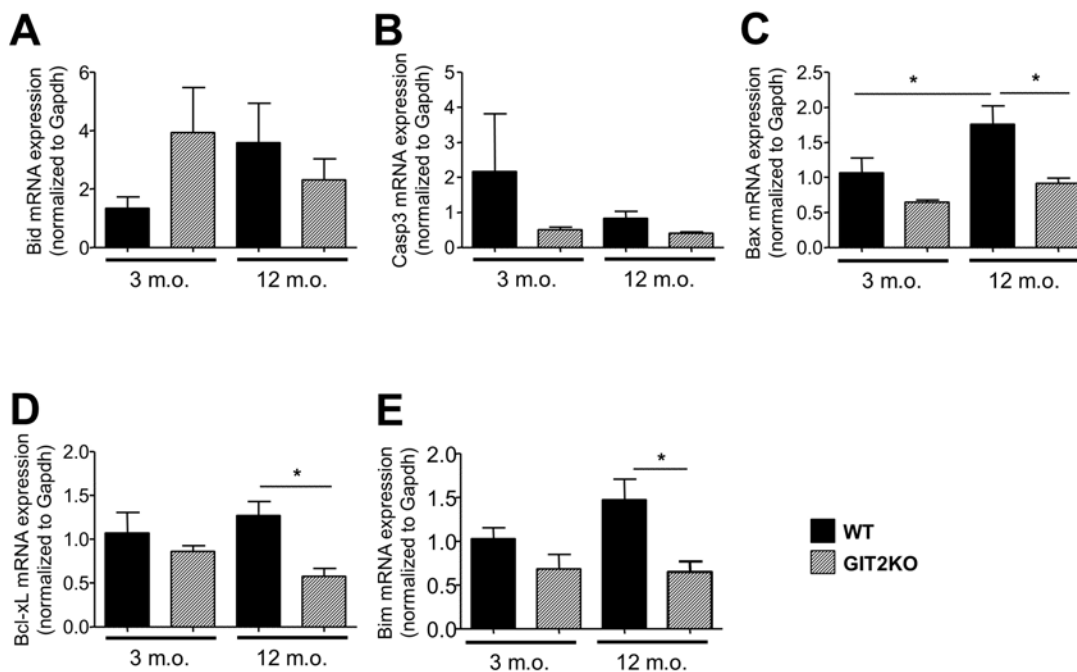 A
Bid mRNA expression
(normalized to Gapdh)
6
4
2
0
3 m.o.
12 m.o.
B
Casp3 mRNA expression
(normalized to Gapdh)
5
4
3
2
1
0
3 m.o.
12 m.o.
C
Bax mRNA expression
(normalized to Gapdh)
2.5
2.0
1.5
1.0
0.5
0.0
*
*
3 m.o.
12 m.o.
D
Bcl-xL mRNA expression
(normalized to Gapdh)
2.0
1.5
1.0
0.5
0.0
*
3 m.o.
12 m.o.
E
Bim mRNA expression
(normalized to Gapdh)
2.0
1.5
1.0
0.5
0.0
*
3 m.o.
12 m.o.
WT
GIT2KO